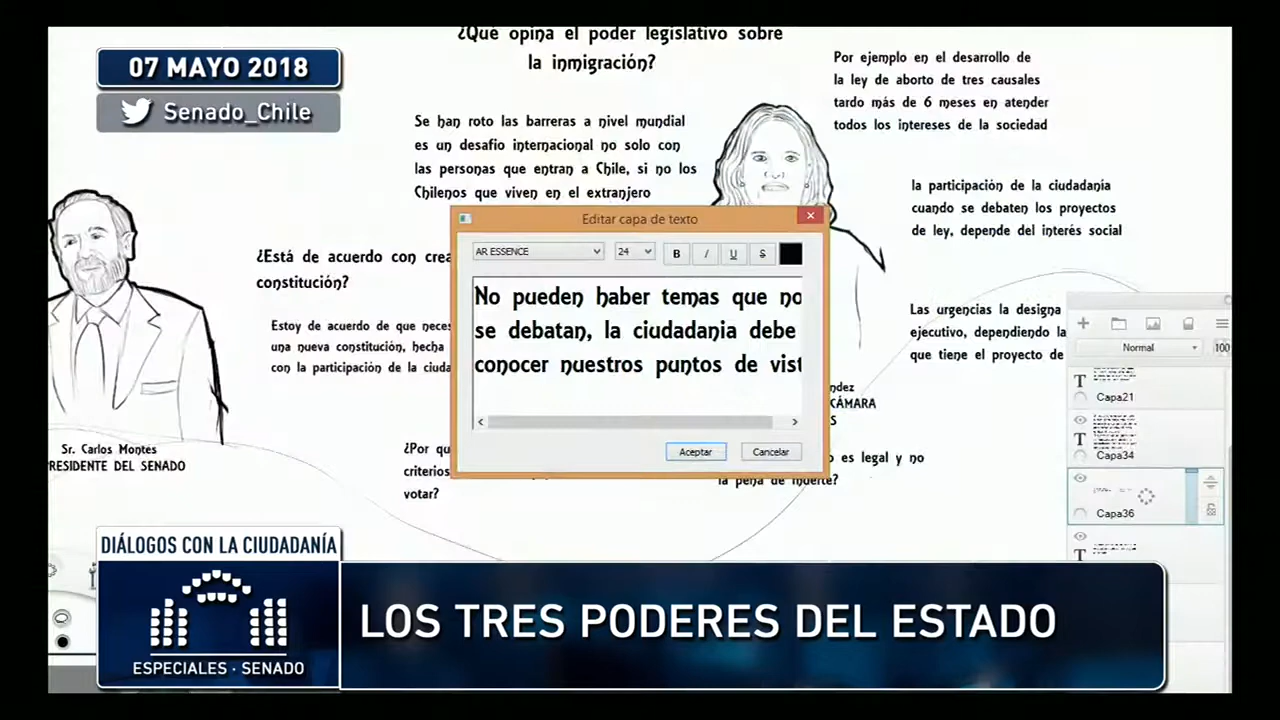 07 MAYO 2018
Senado_Chile
¿Qué opina el poder legislativo sobre
la inmigración?
Se han roto las barreras a nivel mundial
es un desafio internacional no solo con
las personas que entran a Chile, si no los
Chilenos que viven en el extranjero
Por ejemplo en el desarrollo de
la ley de aborto de tres causales
tardo más de 6 meses en atender
todos los intereses de la sociedad
la participación de la ciudadanía
cuando se debaten los proyectos
de ley, depende del interés social
¿Está de acuerdo con crea
constitución?
Estoy de acuerdo de que neces
una nueva constitución, hecha
con la participación de la ciuda
Editar capa de texto
AR ESSENCE
24
B I U S
No pueden haber temas que no
se debatan, la ciudadania debe
conocer nuestros puntos de vist
Aceptar
Cancelar
Las urgencias la designa
ejecutivo, dependiendo la
que tiene el proyecto de
Sr. Carlos Montes
RESIDENTE DEL SENADO
ndez
CÁMARA
S
¿Por qu
criterios
votar?
o es legal y no
la pena de muerte?
Normal
100
Capa21
Capa34
Capa36
DIÁLOGOS CON LA CIUDADANÍA
ESPECIALES · SENADO
LOS TRES PODERES DEL ESTADO